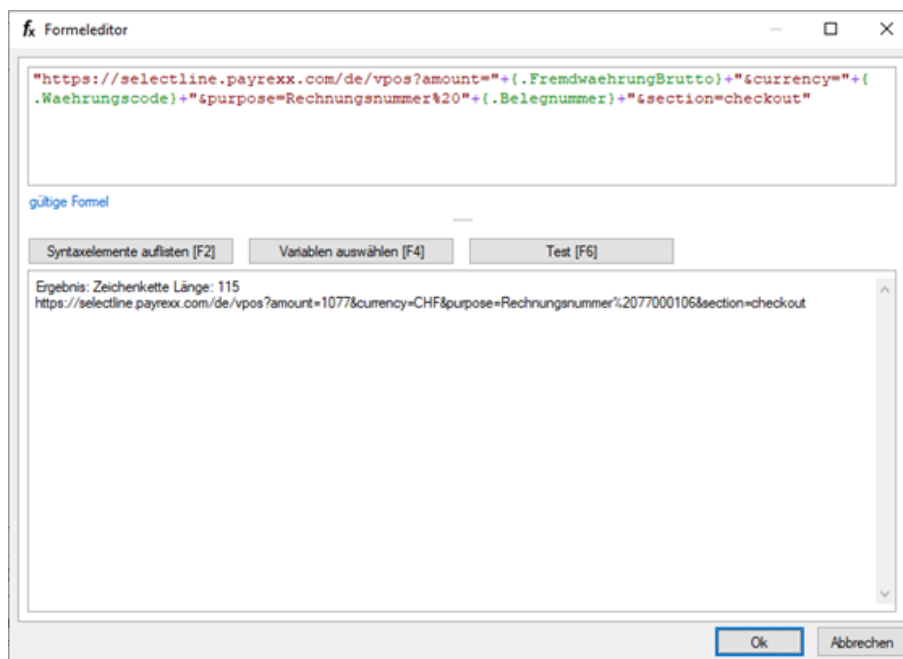 fx Formeleditor
"https://selectline.payrexx.com/de/vpos?amount="+{.FremdwaehrungBrutto}+"&currency="+{
.Waehrungscode}+"&purpose=Rechnungsnummer%20"+{.Belegnummer}+"&section=checkout"
gültige Formel
Syntaxelemente auflisten [F2] Variablen auswählen [F4] Test [F6]
Ergebnis: Zeichenkette Länge: 115
https://selectline.payrexx.com/de/vpos?amount=1077&currency=CHF&purpose=Rechnungsnummer%2077000106&section=checkout
Ok Abbrechen